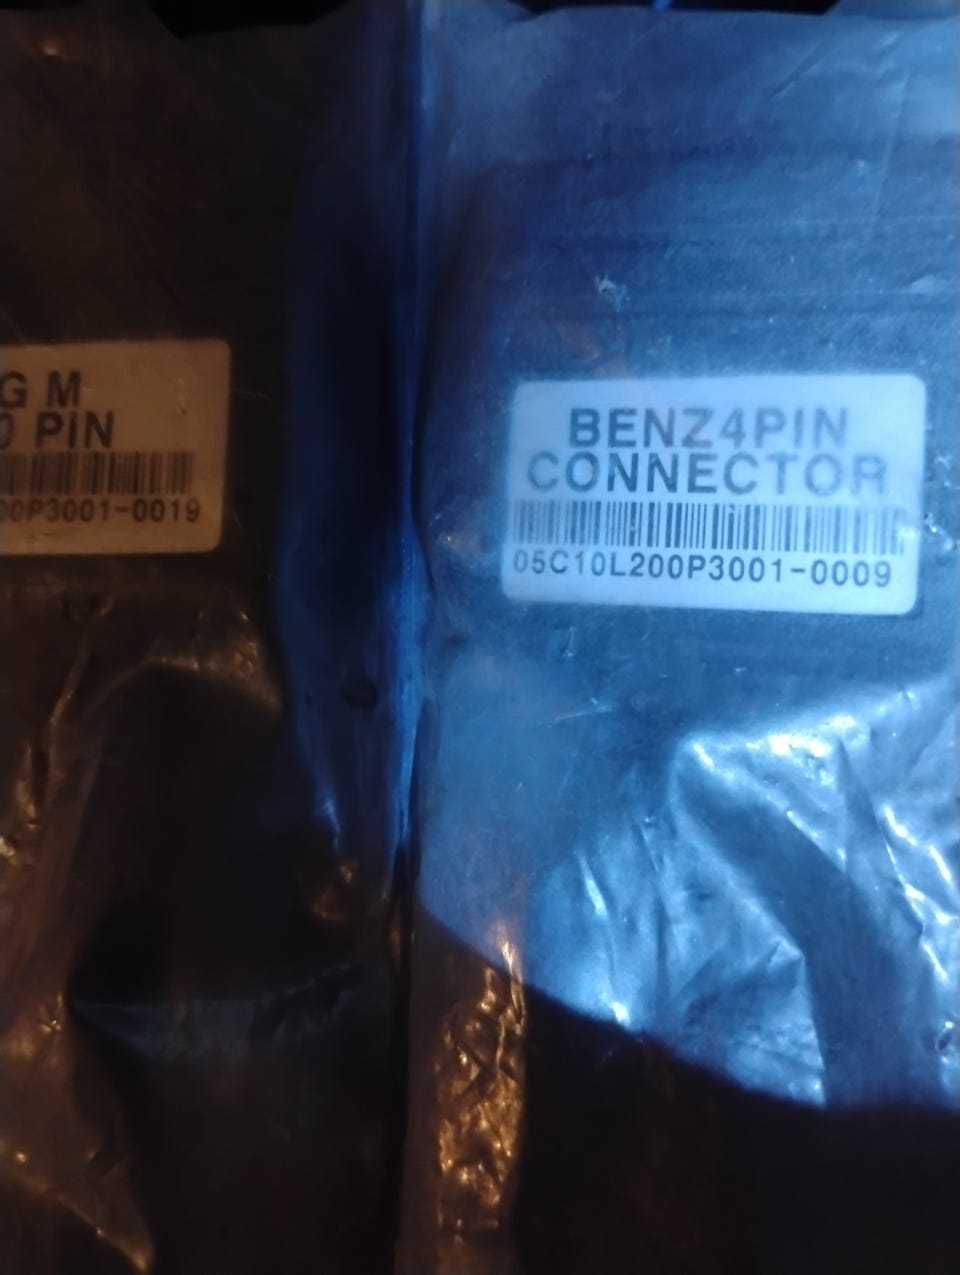 G M
PIN
00P3001-0019
BENZ4PIN
CONNECTOR
05C10L200P3001-0009